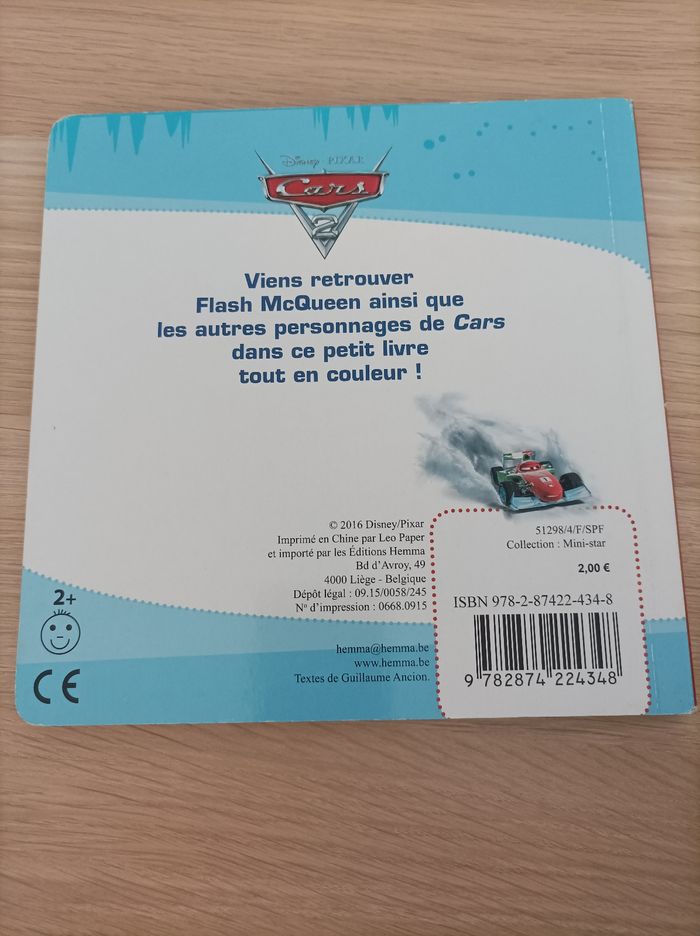 Disney PIXAR
Cars
2
Viens retrouver
Flash McQueen ainsi que
les autres personnages de Cars
dans ce petit livre
tout en couleur !
© 2016 Disney/Pixar
Imprimé en Chine par Leo Paper
et importé par les Éditions Hemma
Bd d’Avroy, 49
4000 Liège - Belgique
Dépôt légal : 09.15/0058/245
N° d’impression : 0668.0915
hemma@hemma.be
www.hemma.be
Textes de Guillaume Ancion.
51298/4/F/SPF
Collection : Mini-star
2,00 €
ISBN 978-2-87422-434-8
9 782874 224348
2+
CE